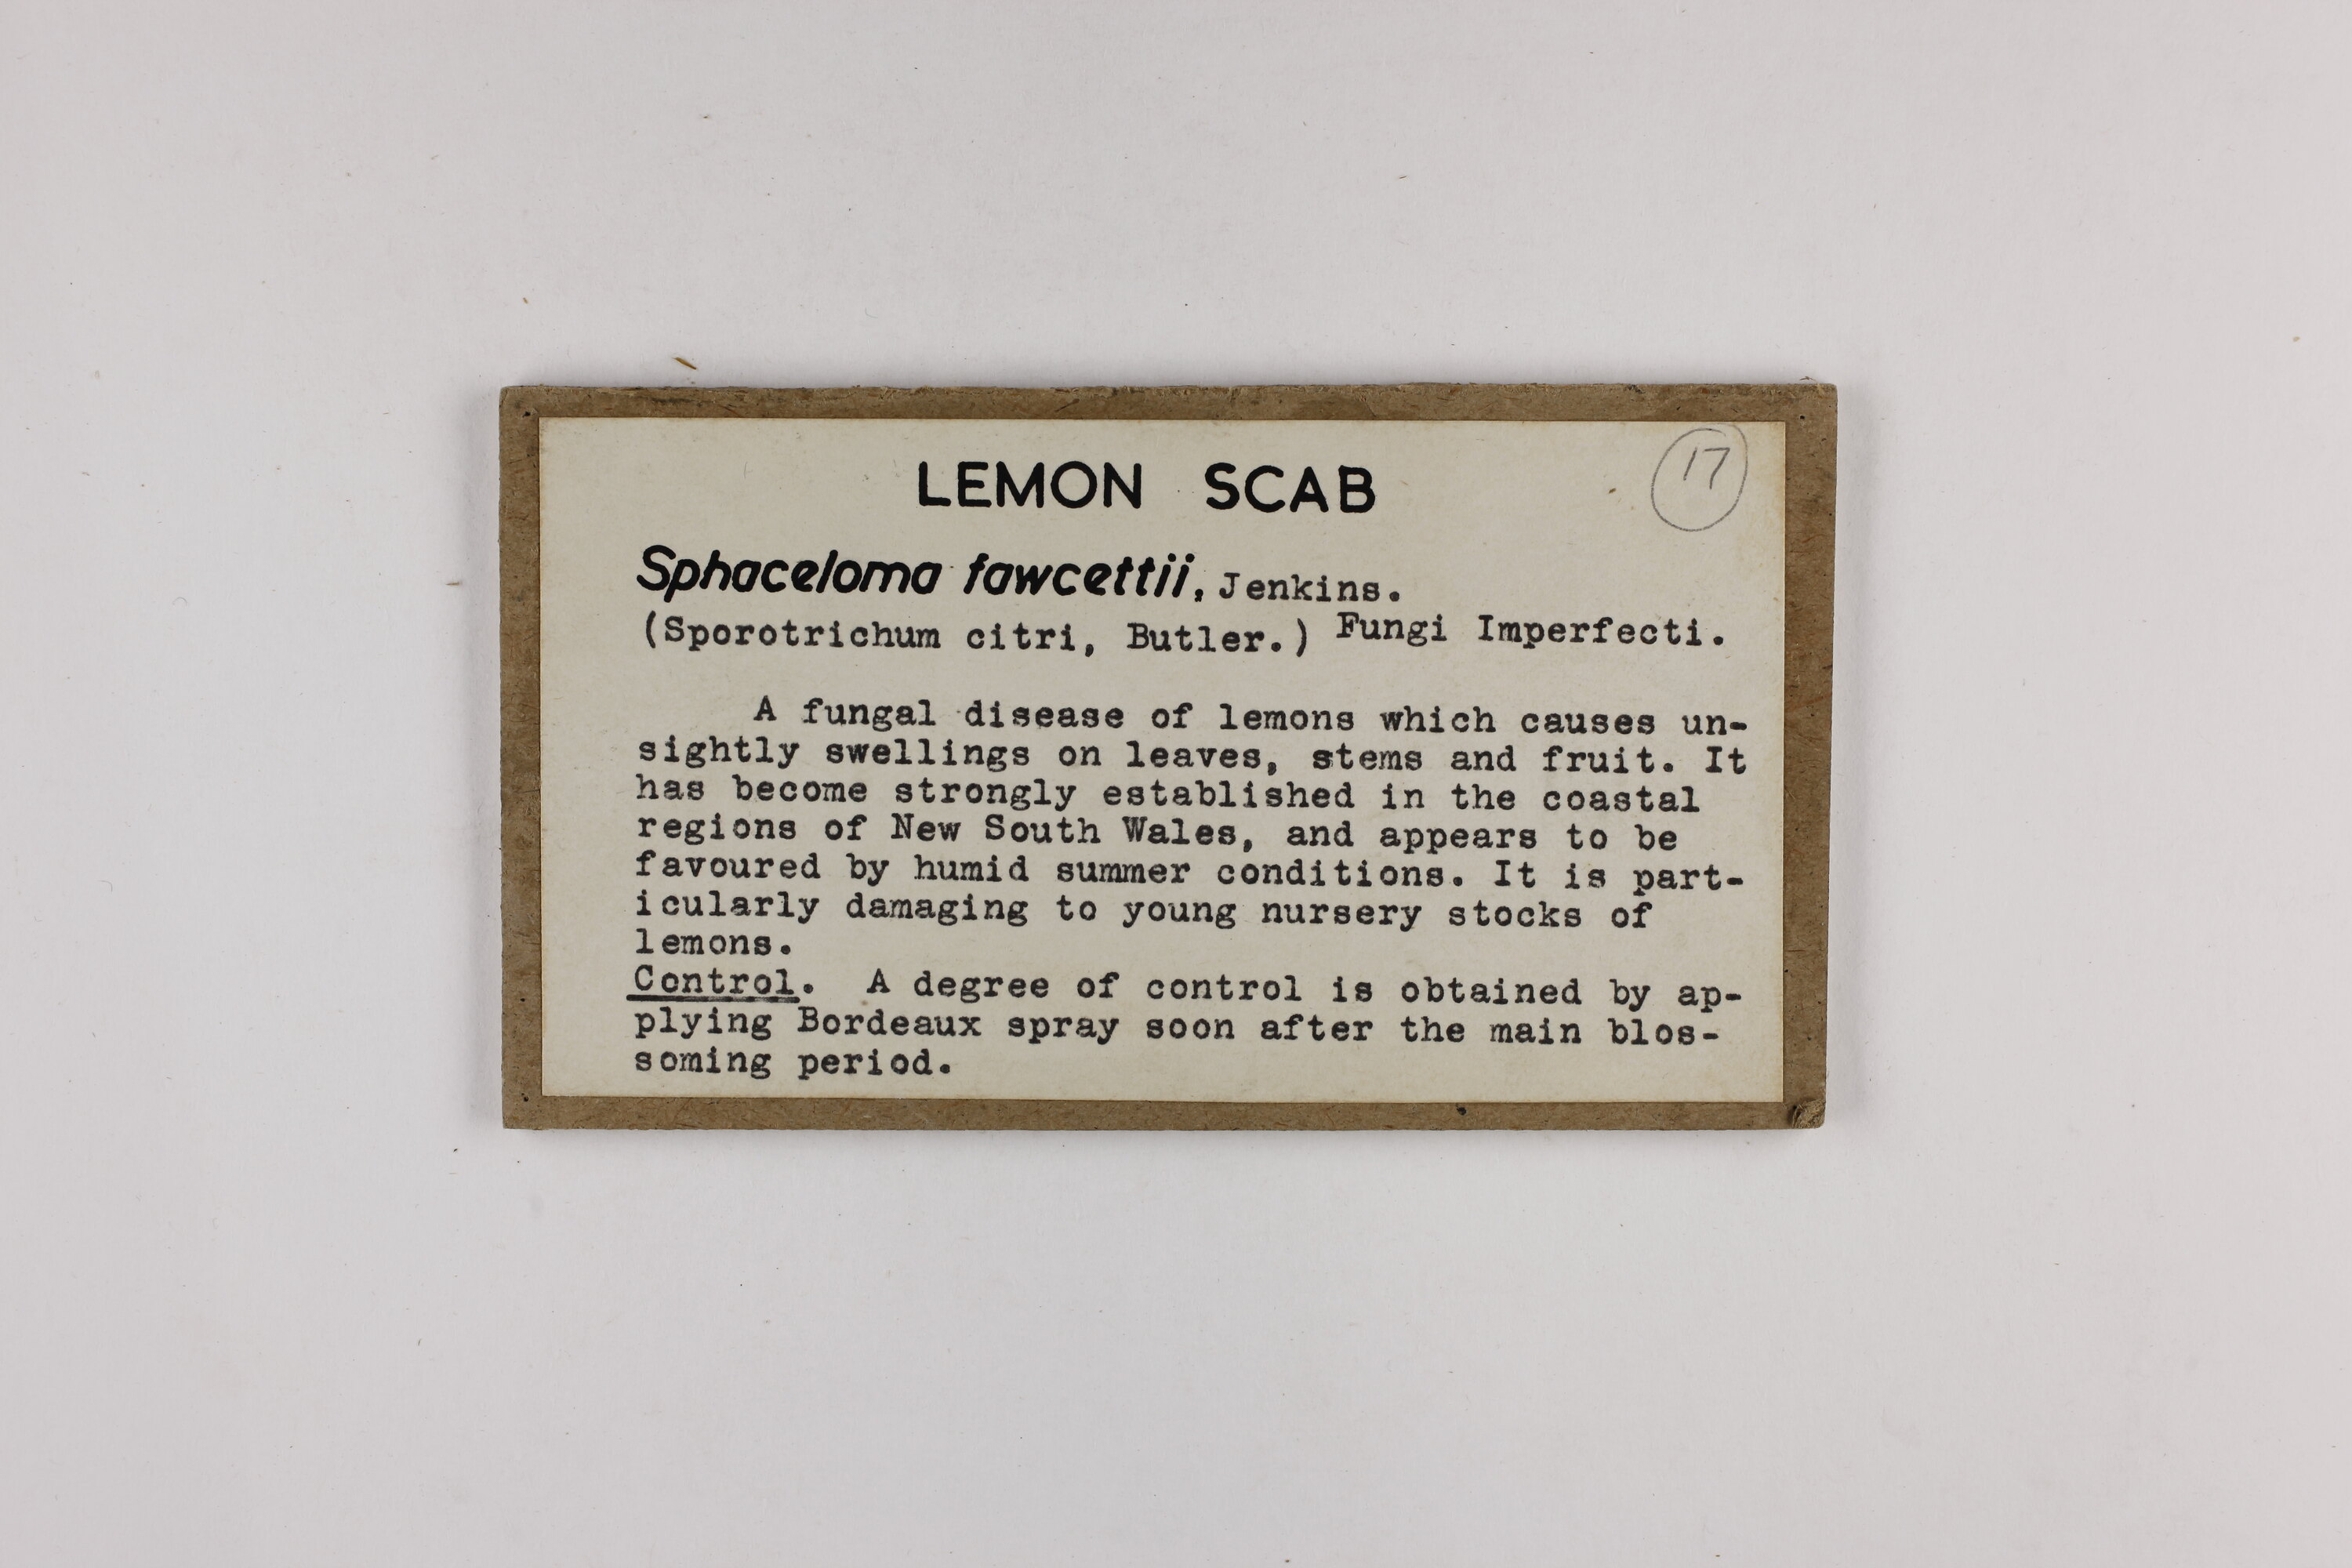 17
LEMON SCAB
Sphaceloma fawcettii, Jenkins.
(Sporotrichum citri, Butler.) Fungi Imperfecti.
A fungal disease of lemons which causes un-
sightly swellings on leaves, stems and fruit. It
has become strongly established in the coastal
regions of New South Wales, and appears to be
favoured by humid summer conditions. It is part-
icularly damaging to young nursery stocks of
lemons.
Control. A degree of control is obtained by ap-
plying Bordeaux spray soon after the main blos-
soming period.